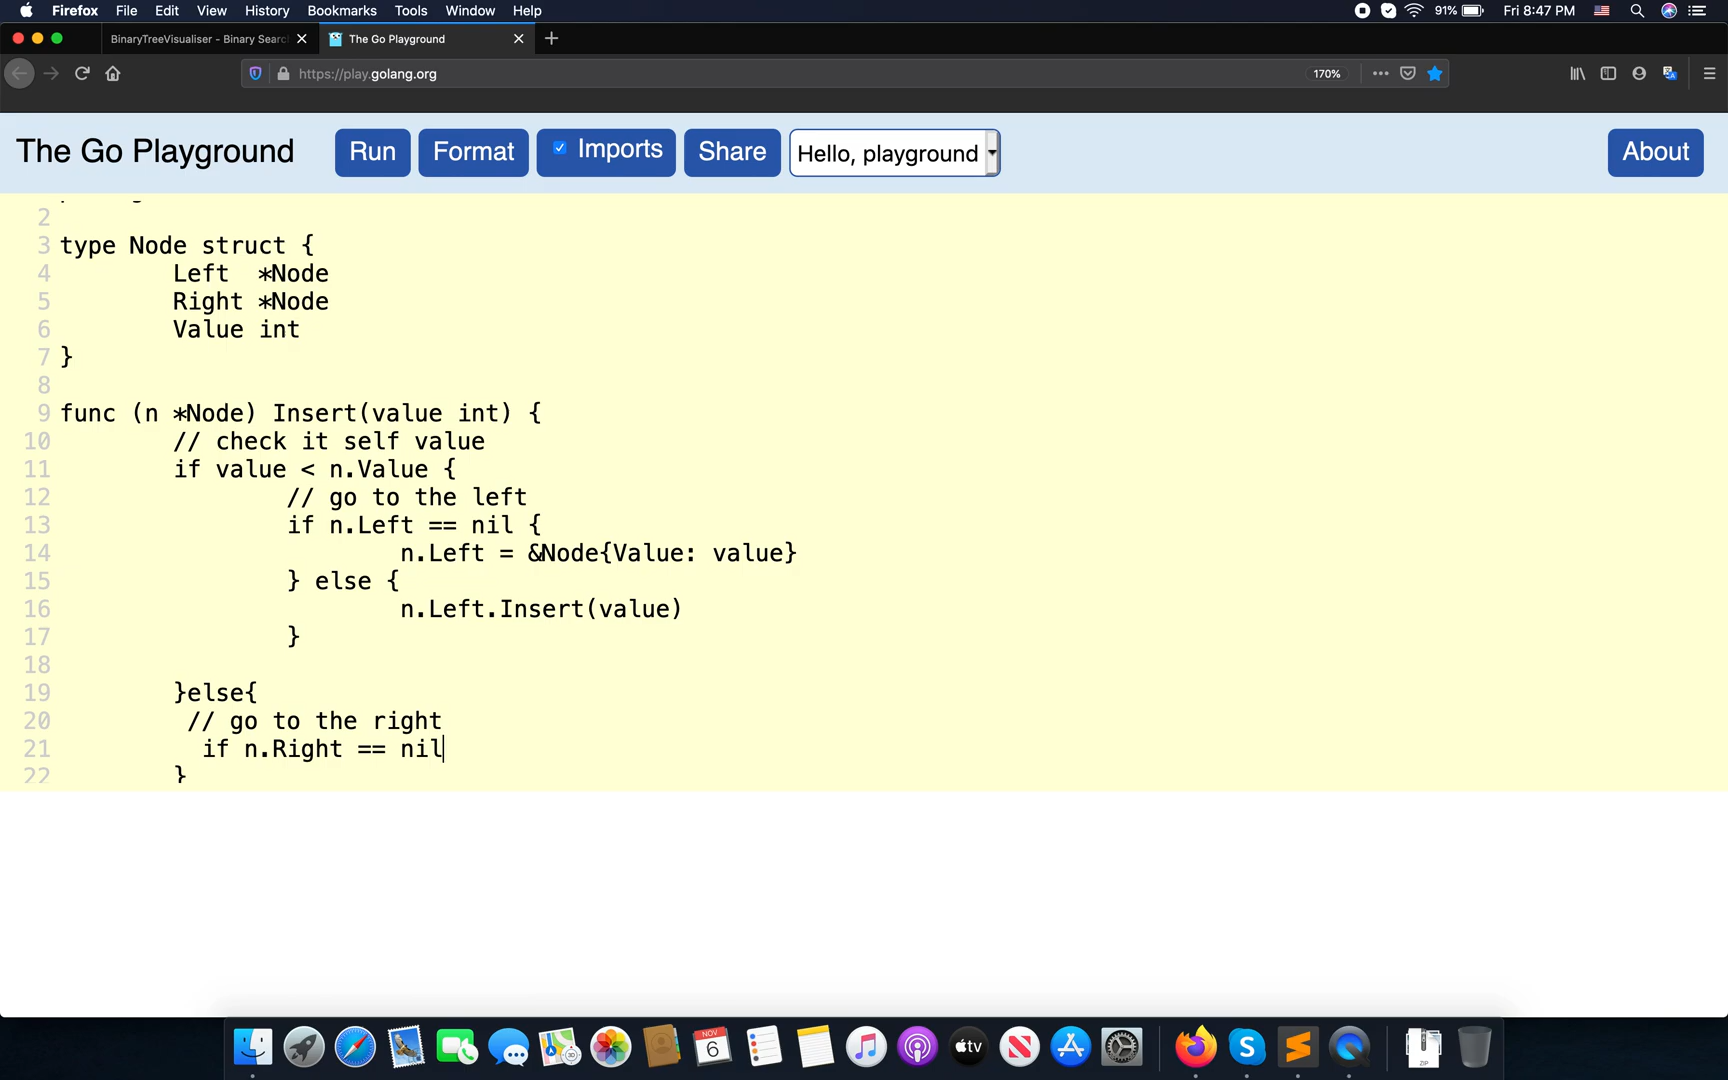 Firefox File Edit View History Bookmarks Tools Window Help 91% Fri 8:47 PM
BinaryTreeVisualiser - Binary Searc The Go Playground
https://play.golang.org 170%
The Go Playground Run Format Imports Share Hello, playground About
2
3 type Node struct {
4 Left *Node
5 Right *Node
6 Value int
7 }
8
9 func (n *Node) Insert(value int) {
10 // check it self value
11 if value < n.Value {
12 // go to the left
13 if n.Left == nil {
14 n.Left = &Node{Value: value}
15 } else {
16 n.Left.Insert(value)
17 }
18
19 }else{
20 // go to the right
21 if n.Right == nil
22 }
NOV
6
3D
tv
S
ZIP